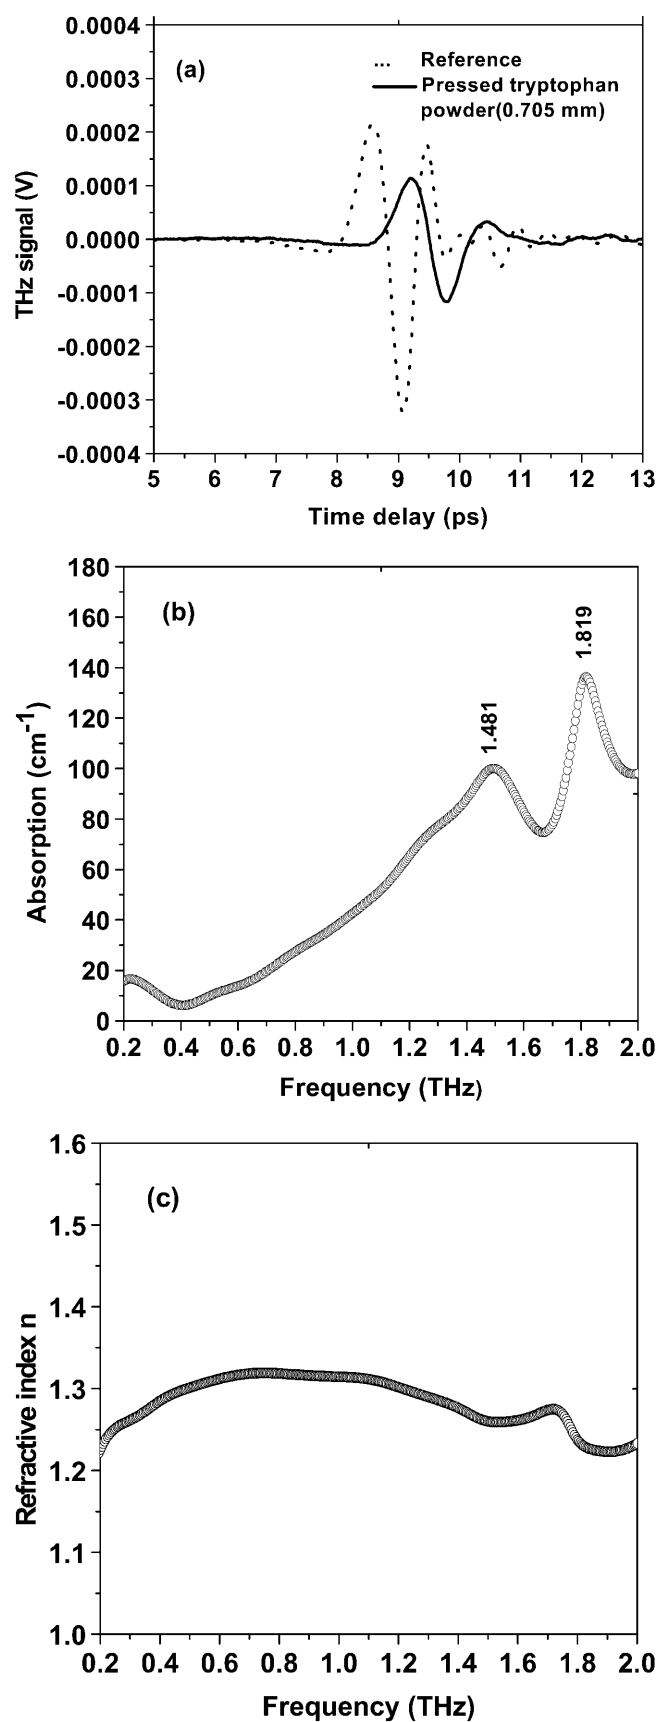 0.0004
0.0003
0.0002
0.0001
0.0000
-0.0001
-0.0002
-0.0003
-0.0004
THz signal (V)
(a)
Reference
Pressed tryptophan
powder(0.705 mm)
5 6 7 8 9 10 11 12 13
Time delay (ps)
180
160
140
120
100
80
60
40
20
0
Absorption (cm⁻¹)
(b)
1.481
1.819
0.2 0.4 0.6 0.8 1.0 1.2 1.4 1.6 1.8 2.0
Frequency (THz)
1.6
1.5
1.4
1.3
1.2
1.1
1.0
Refractive index n
(c)
0.2 0.4 0.6 0.8 1.0 1.2 1.4 1.6 1.8 2.0
Frequency (THz)